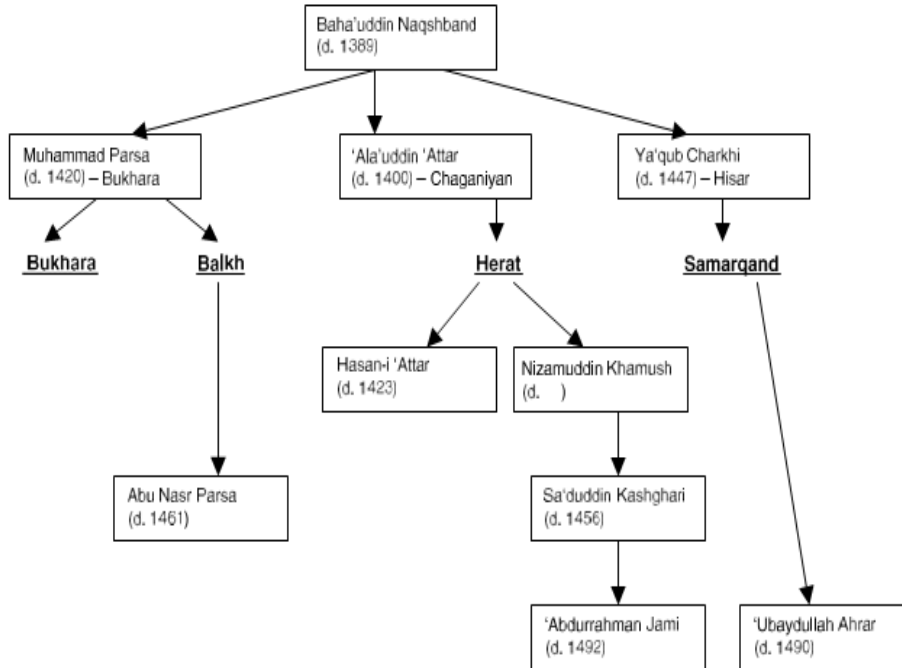 Baha'uddin Naqshband
(d. 1389)
Muhammad Parsa
(d. 1420) – Bukhara
'Ala'uddin 'Attar
(d. 1400) – Chaganiyan
Ya'qub Charkhi
(d. 1447) – Hisar
Bukhara
Balkh
Herat
Samarqand
Hasan-i 'Attar
(d. 1423)
Nizamuddin Khamush
(d. )
Abu Nasr Parsa
(d. 1461)
Sa'duddin Kashghari
(d. 1456)
'Abdurrahman Jami
(d. 1492)
'Ubaydullah Ahrar
(d. 1490)